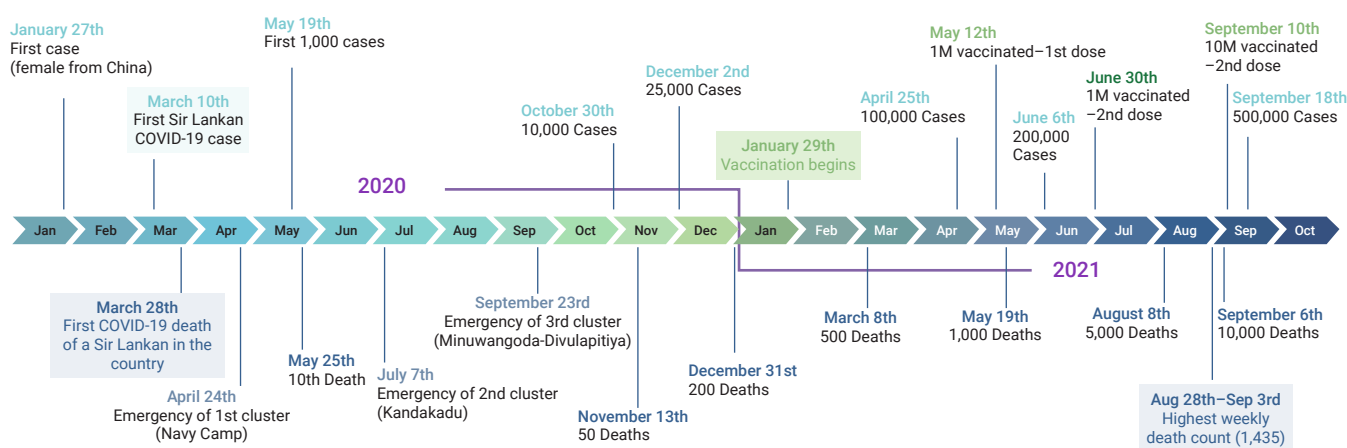 January 27th
First case
(female from China)
March 10th
First Sir Lankan
COVID-19 case
May 19th
First 1,000 cases
October 30th
10,000 Cases
December 2nd
25,000 Cases
January 29th
Vaccination begins
April 25th
100,000 Cases
May 12th
1M vaccinated–1st dose
June 6th
200,000
Cases
June 30th
1M vaccinated
–2nd dose
September 10th
10M vaccinated
–2nd dose
September 18th
500,000 Cases
2020
Jan Feb Mar Apr May Jun Jul Aug Sep Oct Nov Dec Jan Feb Mar Apr May Jun Jul Aug Sep Oct
2021
March 28th
First COVID-19 death
of a Sir Lankan in the
country
April 24th
Emergency of 1st cluster
(Navy Camp)
May 25th
10th Death
July 7th
Emergency of 2nd cluster
(Kandakadu)
September 23rd
Emergency of 3rd cluster
(Minuwangoda-Divulapitiya)
November 13th
50 Deaths
December 31st
200 Deaths
March 8th
500 Deaths
May 19th
1,000 Deaths
August 8th
5,000 Deaths
Aug 28th–Sep 3rd
Highest weekly
death count (1,435)
September 6th
10,000 Deaths